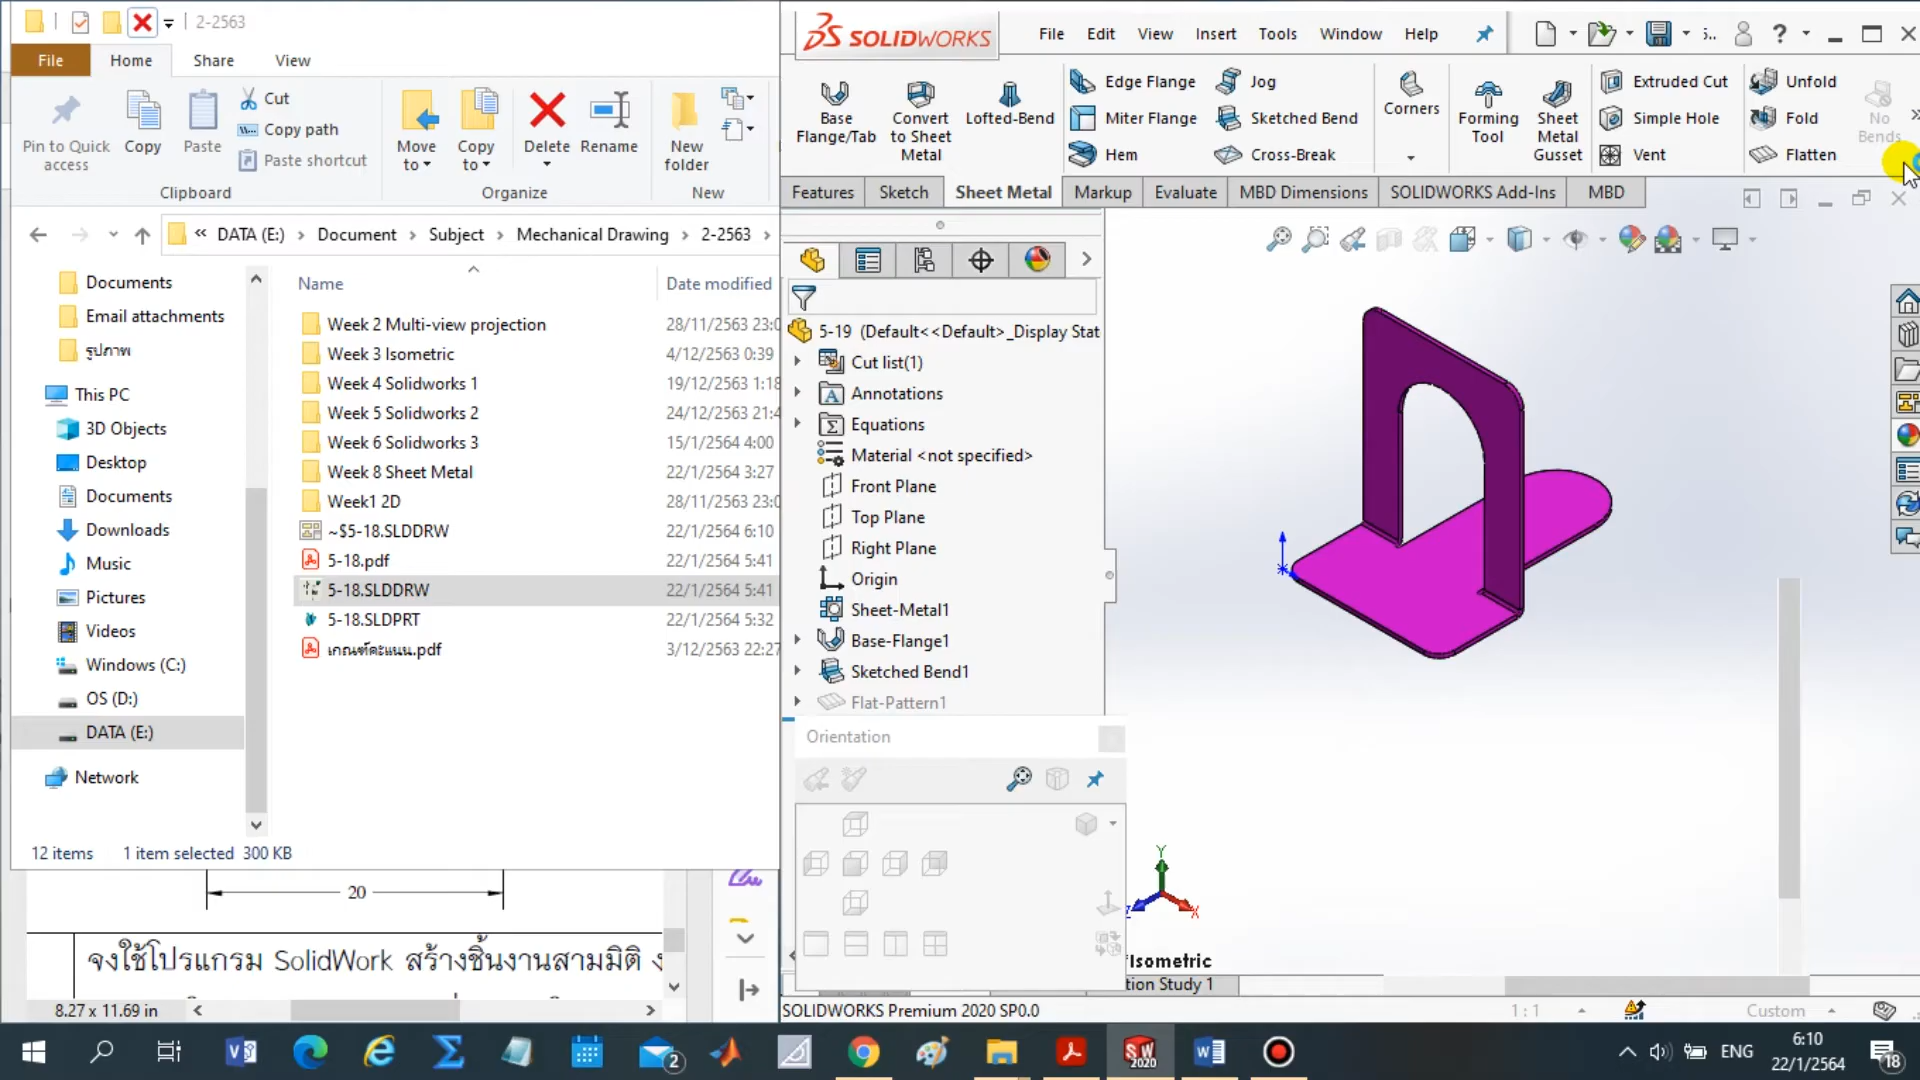 2-2563
File
Home
Share
View
Pin to Quick access
Copy
Paste
Cut
Copy path
Paste shortcut
Clipboard
Move to
Copy to
Delete
Rename
Organize
New folder
New
« DATA (E:) › Document › Subject › Mechanical Drawing › 2-2563 ›
Documents
Email attachments
รูปภาพ
This PC
3D Objects
Desktop
Documents
Downloads
Music
Pictures
Videos
Windows (C:)
OS (D:)
DATA (E:)
Network
Name
Date modified
Week 2 Multi-view projection 28/11/2563 23:0
Week 3 Isometric 4/12/2563 0:39
Week 4 Solidworks 1 19/12/2563 1:18
Week 5 Solidworks 2 24/12/2563 21:4
Week 6 Solidworks 3 15/1/2564 4:00
Week 8 Sheet Metal 22/1/2564 3:27
Week1 2D 28/11/2563 23:0
~$5-18.SLDDRW 22/1/2564 6:10
5-18.pdf 22/1/2564 5:41
5-18.SLDDRW 22/1/2564 5:41
5-18.SLDPRT 22/1/2564 5:32
เกณฑ์คะแนน.pdf 3/12/2563 22:27
12 items 1 item selected 300 KB
20
จงใช้โปรแกรม SolidWork สร้างชิ้นงานสามมิติ ง
8.27 x 11.69 in
SOLIDWORKS
File Edit View Insert Tools Window Help
Base Flange/Tab
Convert to Sheet Metal
Lofted-Bend
Edge Flange
Miter Flange
Hem
Jog
Sketched Bend
Cross-Break
Corners
Forming Tool
Sheet Metal Gusset
Extruded Cut
Simple Hole
Vent
Unfold
Fold
Flatten
No Bends
Features Sketch Sheet Metal Markup Evaluate MBD Dimensions SOLIDWORKS Add-Ins MBD
5-19 (Default<<Default>_Display Stat
Cut list(1)
Annotations
Equations
Material <not specified>
Front Plane
Top Plane
Right Plane
Origin
Sheet-Metal1
Base-Flange1
Sketched Bend1
Flat-Pattern1
Orientation
Y
X
*Isometric
tion Study 1
SOLIDWORKS Premium 2020 SP0.0
1 : 1
Custom
2
SW 2020
ENG
6:10
22/1/2564
18